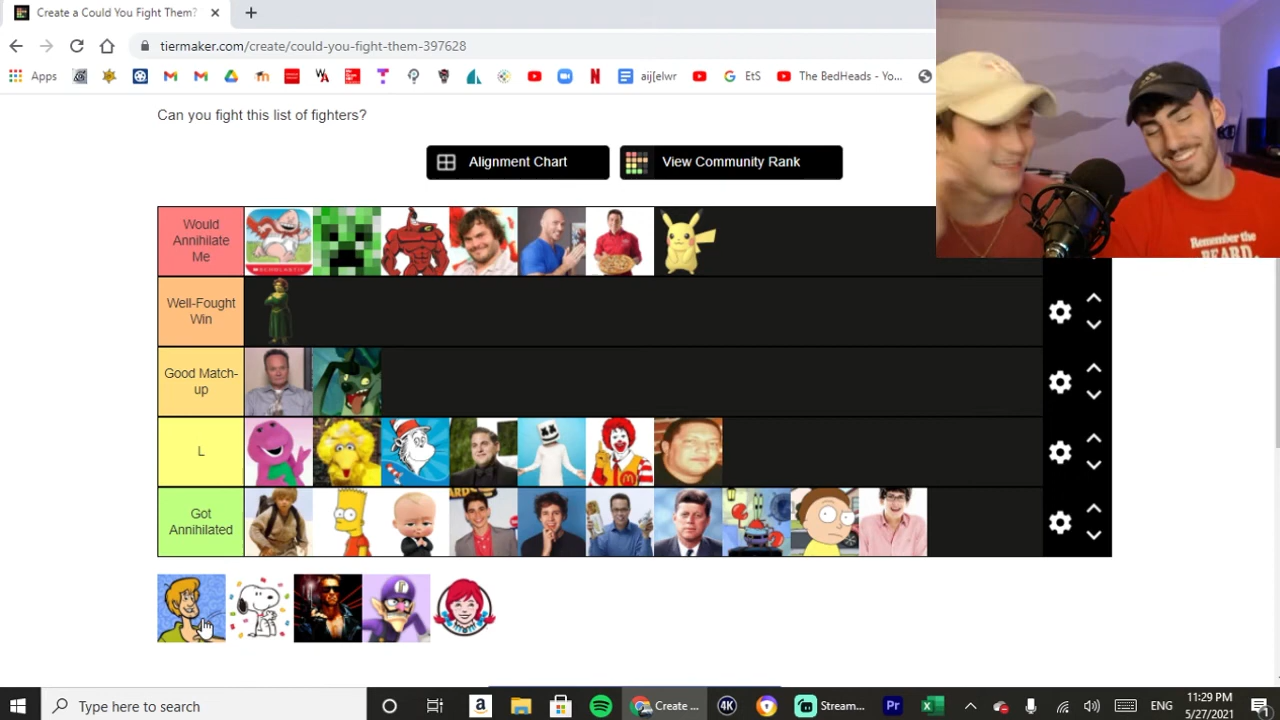 Create a Could You Fight Them?
tiermaker.com/create/could-you-fight-them-397628
Apps
aij[elwr
EtS
The BedHeads - Yo...
Can you fight this list of fighters?
Alignment Chart
View Community Rank
Would
Annihilate
Me
SCHOLASTIC
Well-Fought
Win
Good Match-
up
L
Got
Annihilated
Remember the
BEARD.
Type here to search
Create ...
4K
Stream...
Pr
ENG
11:29 PM
5/27/2021